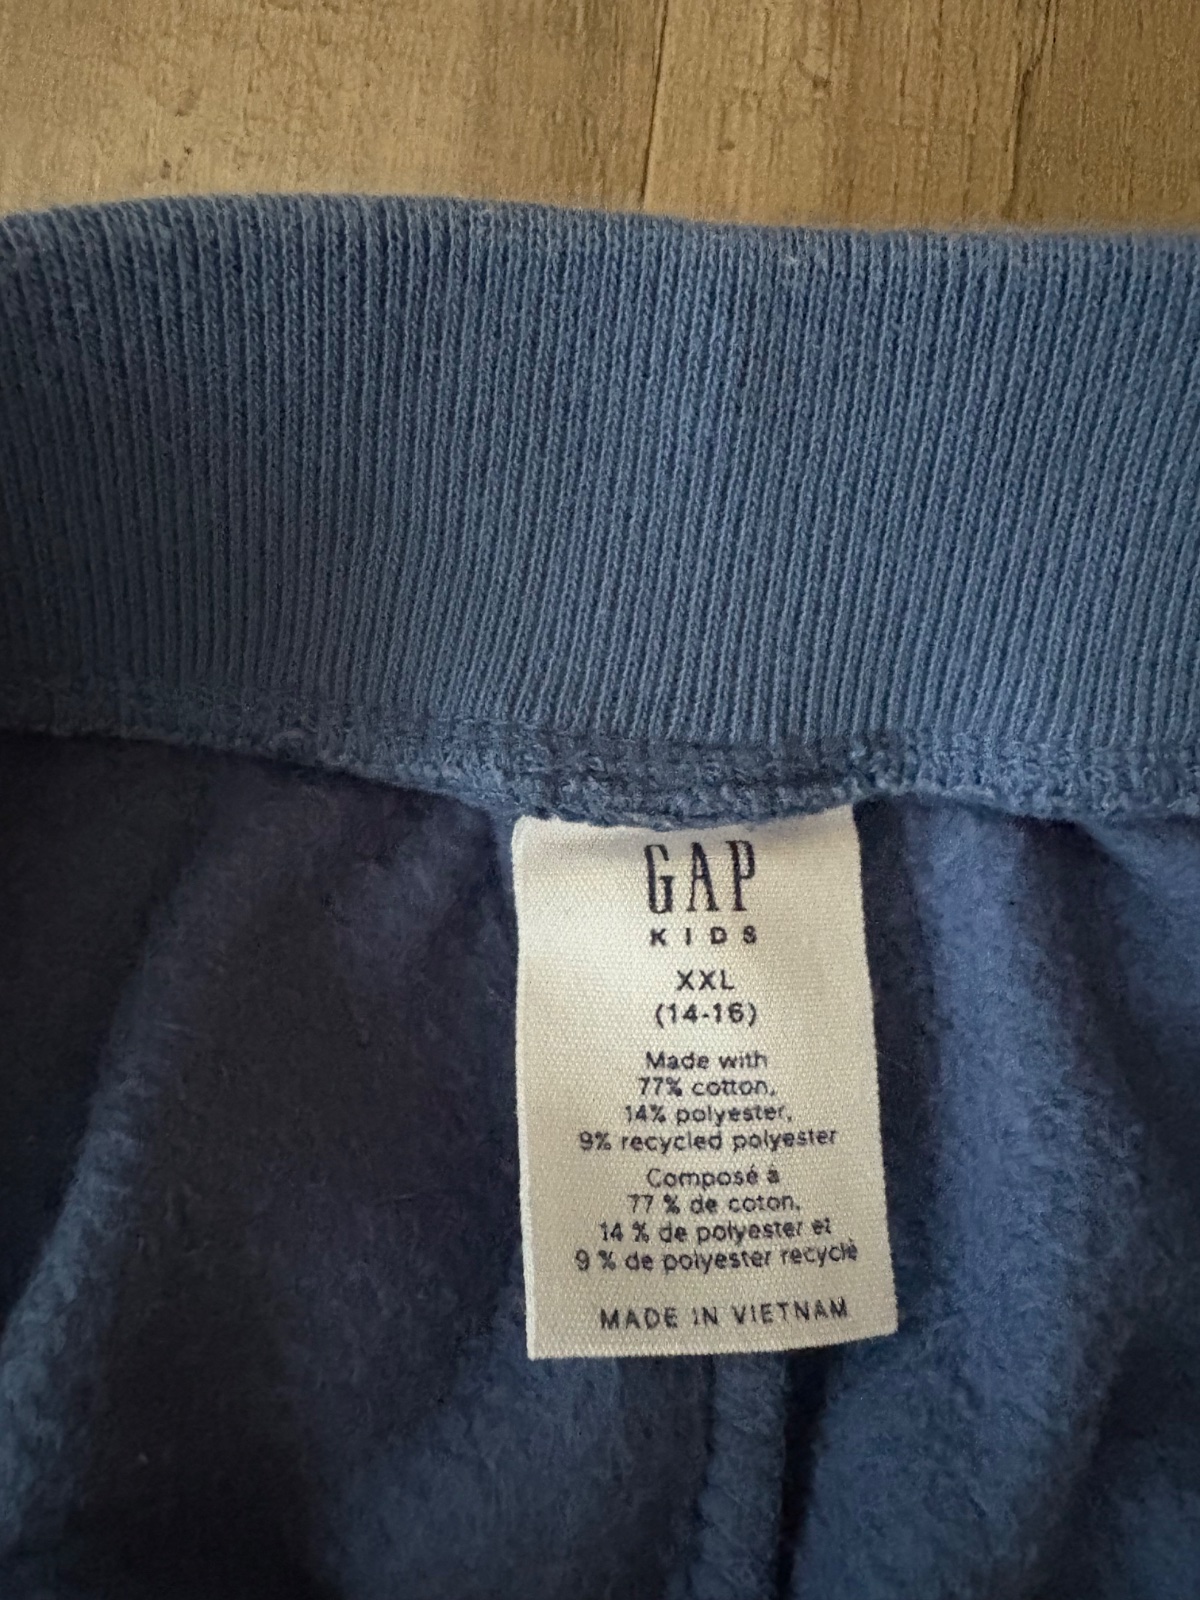 GAP
KIDS
XXL
(14-16)
Made with
77% cotton,
14% polyester,
9% recycled polyester
Composé à
77 % de coton,
14 % de polyester et
9 % de polyester recyclé
MADE IN VIETNAM